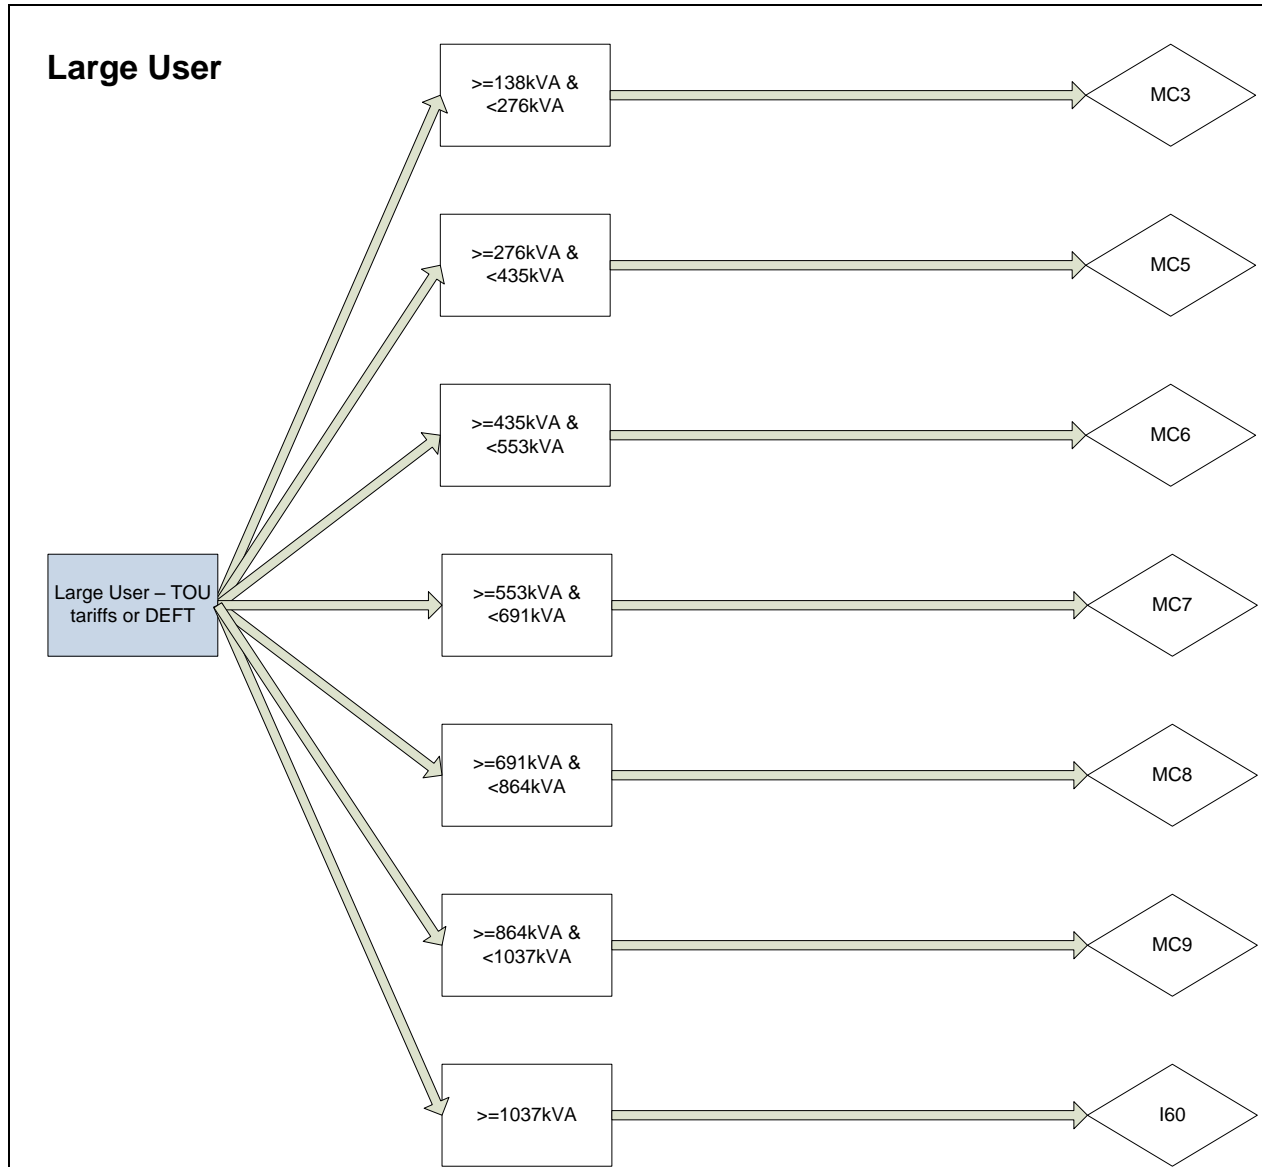 Large User
>=138kVA &
<276kVA
MC3
>=276kVA &
<435kVA
MC5
>=435kVA &
<553kVA
MC6
Large User – TOU
tariffs or DEFT
>=553kVA &
<691kVA
MC7
>=691kVA &
<864kVA
MC8
>=864kVA &
<1037kVA
MC9
>=1037kVA
I60